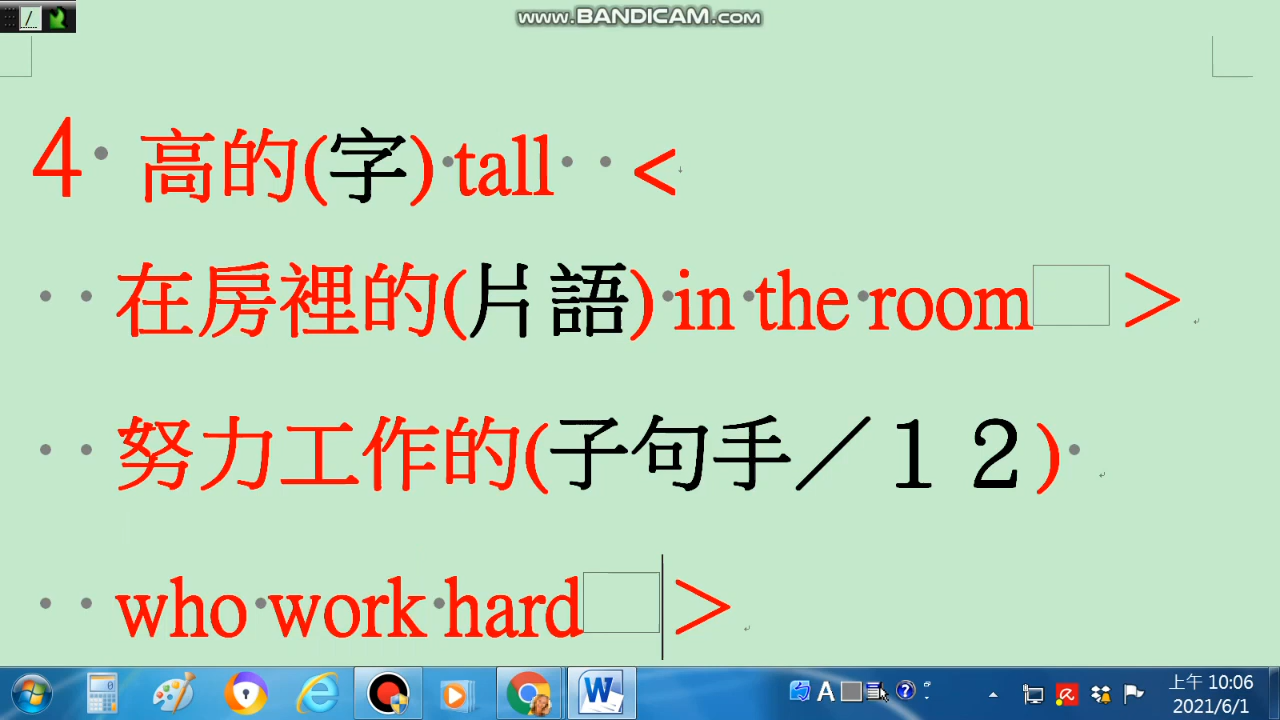 www.BANDICAM.com
4 高的(字) tall <
在房裡的(片語) in the room >
努力工作的(子句手／１２)
who work hard >
上午 10:06
2021/6/1